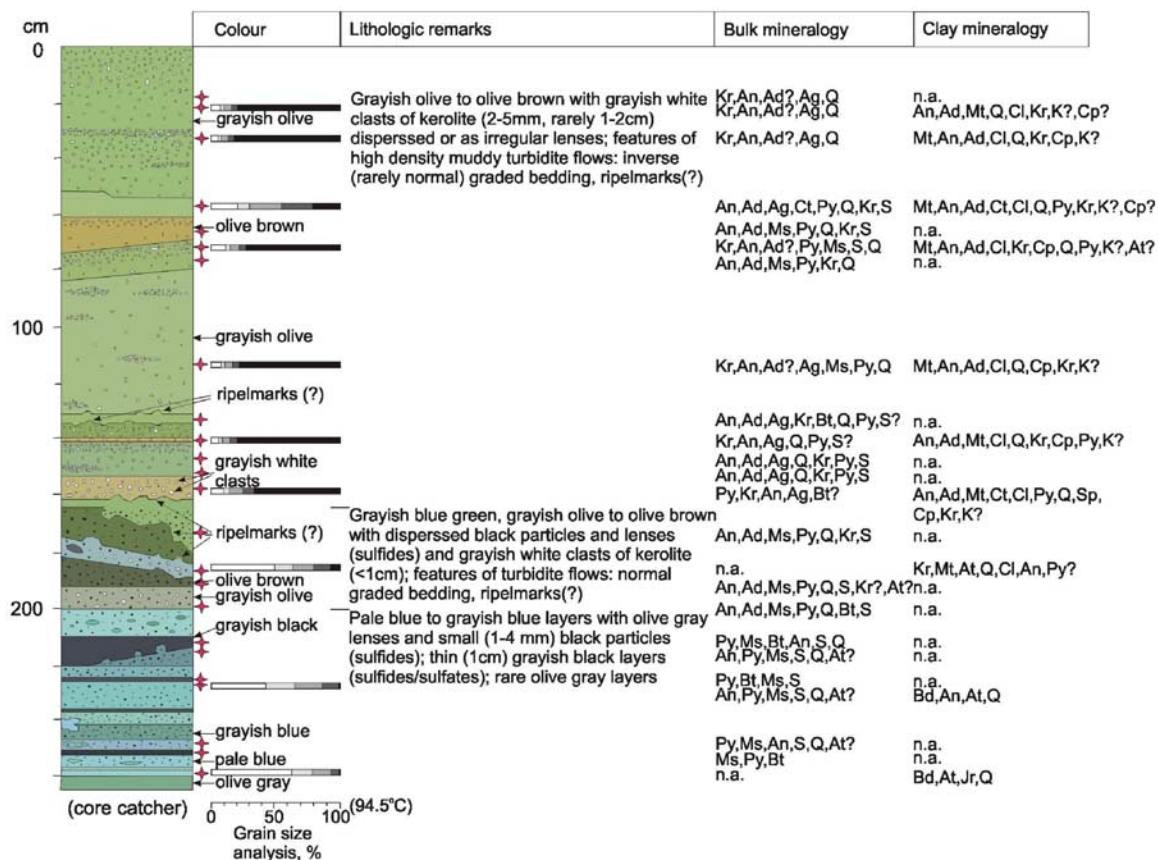 cm
Colour
Lithologic remarks
Bulk mineralogy
Clay mineralogy
0
100
200
(core catcher)
grayish olive
olive brown
grayish olive
ripelmarks (?)
grayish white
clasts
ripelmarks (?)
olive brown
grayish olive
grayish black
grayish blue
pale blue
olive gray
0 50 100
Grain size
analysis, %
Grayish olive to olive brown with grayish white
clasts of kerolite (2-5mm, rarely 1-2cm)
disperssed or as irregular lenses; features of
high density muddy turbidite flows: inverse
(rarely normal) graded bedding, ripelmarks(?)
Grayish blue green, grayish olive to olive brown
with disperssed black particles and lenses
(sulfides) and grayish white clasts of kerolite
(<1cm); features of turbidite flows: normal
graded bedding, ripelmarks(?)
Pale blue to grayish blue layers with olive gray
lenses and small (1-4 mm) black particles
(sulfides); thin (1cm) grayish black layers
(sulfides/sulfates); rare olive gray layers
(94.5°C)
Kr,An,Ad?,Ag,Q n.a.
Kr,An,Ad?,Ag,Q An,Ad,Mt,Q,Cl,Kr,K?,Cp?
Kr,An,Ad?,Ag,Q Mt,An,Ad,Cl,Q,Kr,Cp,K?
An,Ad,Ag,Ct,Py,Q,Kr,S Mt,An,Ad,Ct,Cl,Q,Py,Kr,K?,Cp?
An,Ad,Ms,Py,Q,Kr,S n.a.
Kr,An,Ad?,Py,Ms,S,Q Mt,An,Ad,Cl,Kr,Cp,Q,Py,K?,At?
An,Ad,Ms,Py,Kr,Q n.a.
Kr,An,Ad?,Ag,Ms,Py,Q Mt,An,Ad,Cl,Q,Cp,Kr,K?
An,Ad,Ag,Kr,Bt,Q,Py,S? n.a.
Kr,An,Ag,Q,Py,S? An,Ad,Mt,Cl,Q,Kr,Cp,Py,K?
An,Ad,Ag,Q,Kr,Py,S n.a.
An,Ad,Ag,Q,Kr,Py,S n.a.
Py,Kr,An,Ag,Bt? An,Ad,Mt,Ct,Cl,Py,Q,Sp,
Cp,Kr,K?
An,Ad,Ms,Py,Q,Kr,S n.a.
n.a. Kr,Mt,At,Q,Cl,An,Py?
An,Ad,Ms,Py,Q,S,Kr?,At? n.a.
An,Ad,Ms,Py,Q,Bt,S n.a.
Py,Ms,Bt,An,S,Q n.a.
An,Py,Ms,S,Q,At? n.a.
Py,Bt,Ms,S n.a.
An,Py,Ms,S,Q,At? Bd,An,At,Q
Py,Ms,An,S,Q,At? n.a.
Ms,Py,Bt n.a.
n.a. Bd,At,Jr,Q